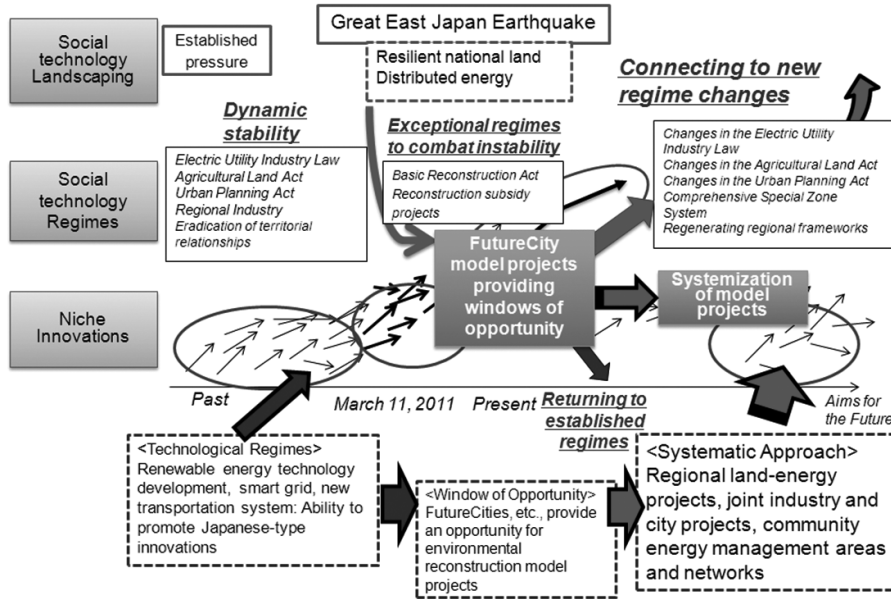 Great East Japan Earthquake
Social
technology
Landscaping
Established
pressure
Resilient national land
Distributed energy
Connecting to new
regime changes
Dynamic
stability
Exceptional regimes
to combat instability
Social
technology
Regimes
Electric Utility Industry Law
Agricultural Land Act
Urban Planning Act
Regional Industry
Eradication of territorial
relationships
Basic Reconstruction Act
Reconstruction subsidy
projects
Changes in the Electric Utility
Industry Law
Changes in the Agricultural Land Act
Changes in the Urban Planning Act
Comprehensive Special Zone
System
Regenerating regional frameworks
FutureCity
model projects
providing
windows of
opportunity
Systemization
of model
projects
Niche
Innovations
Past
March 11, 2011
Present
Returning to
established
regimes
Aims for
the Future
<Technological Regimes>
Renewable energy technology
development, smart grid, new
transportation system: Ability to
promote Japanese-type
innovations
<Window of Opportunity>
FutureCities, etc., provide
an opportunity for
environmental
reconstruction model
projects
<Systematic Approach>
Regional land-energy
projects, joint industry and
city projects, community
energy management areas
and networks